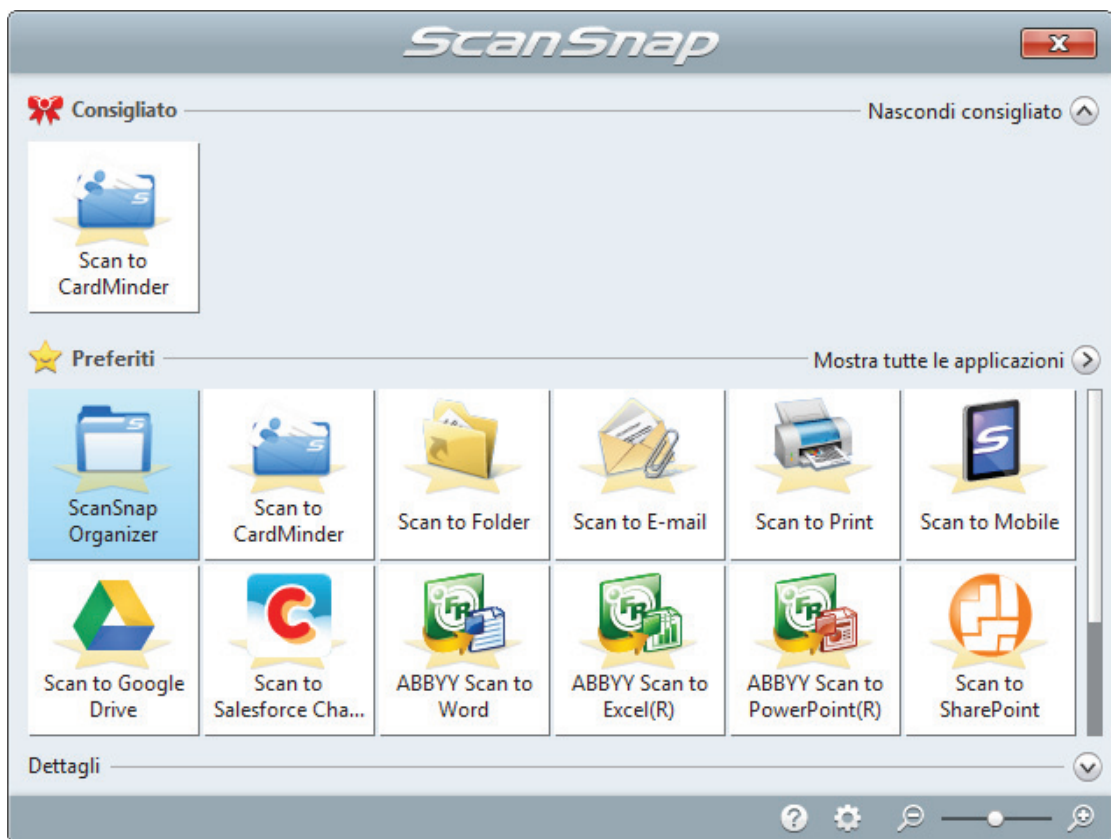 ScanSnap
Consigliato
Nascondi consigliato
Scan to
CardMinder
Preferiti
Mostra tutte le applicazioni
ScanSnap
Organizer
Scan to
CardMinder
Scan to Folder
Scan to E-mail
Scan to Print
Scan to Mobile
Scan to Google
Drive
Scan to
Salesforce Cha...
ABBYY Scan to
Word
ABBYY Scan to
Excel(R)
ABBYY Scan to
PowerPoint(R)
Scan to
SharePoint
Dettagli